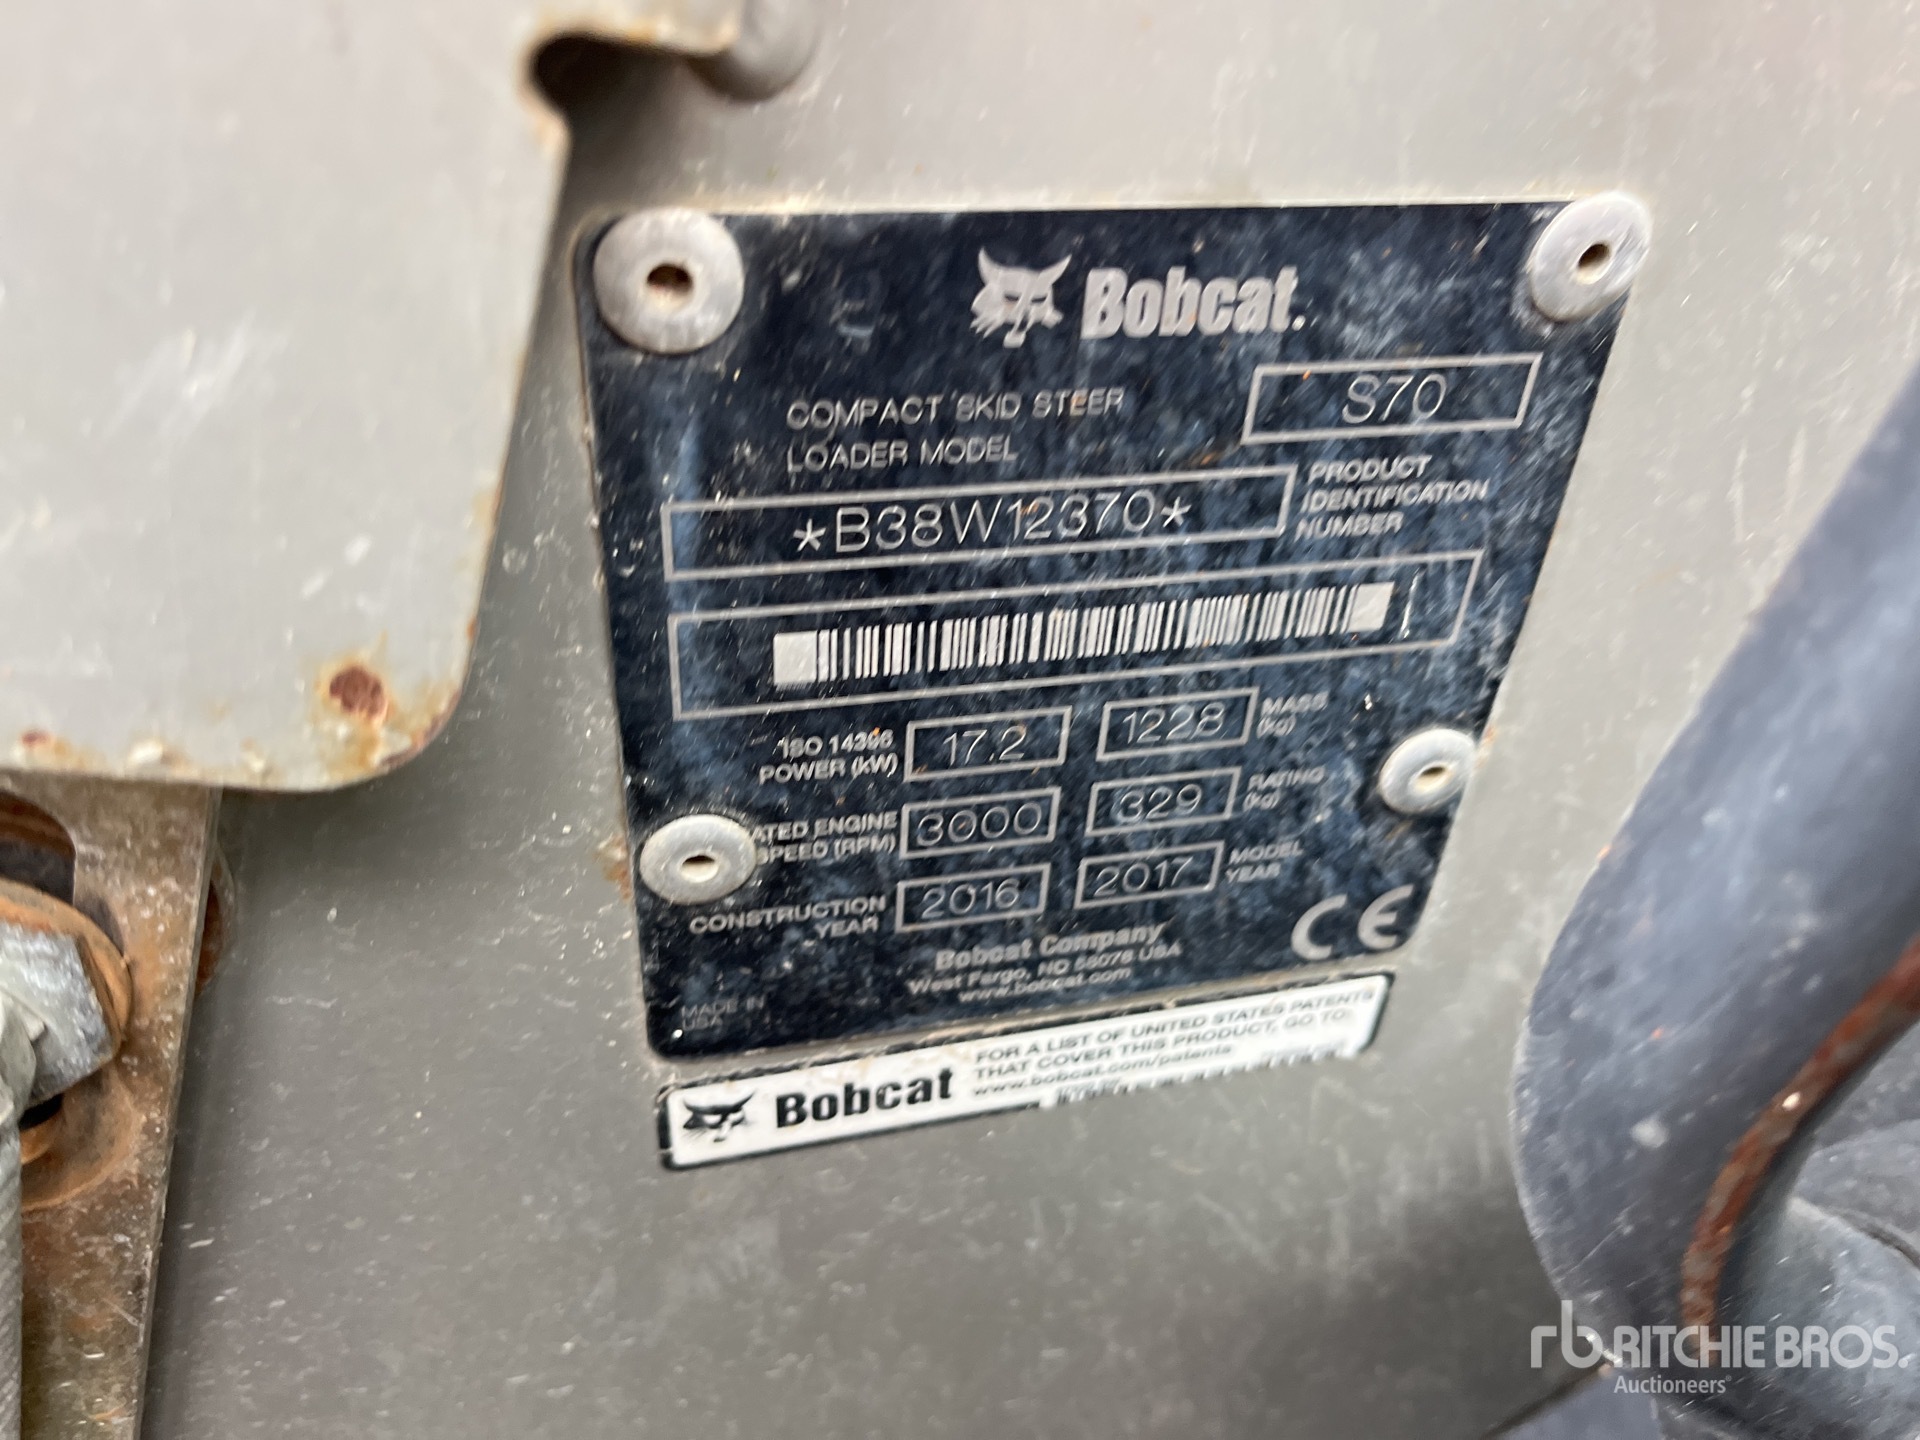 Bobcat.
COMPACT SKID STEER
LOADER MODEL
S70
*B38W12370*
PRODUCT
IDENTIFICATION
NUMBER
ISO 14396
POWER (kW)
17.2
1228
MASS
(kg)
ATED ENGINE
SPEED (RPM)
3000
329
RATING
(kg)
CONSTRUCTION
YEAR
2016
2017
MODEL
YEAR
Bobcat Company
West Fargo, ND 58078 USA
www.bobcat.com
MADE IN
USA
CE
Bobcat
FOR A LIST OF UNITED STATES PATENTS
THAT COVER THIS PRODUCT, GO TO:
www.bobcat.com/patents
rb RITCHIE BROS.
Auctioneers